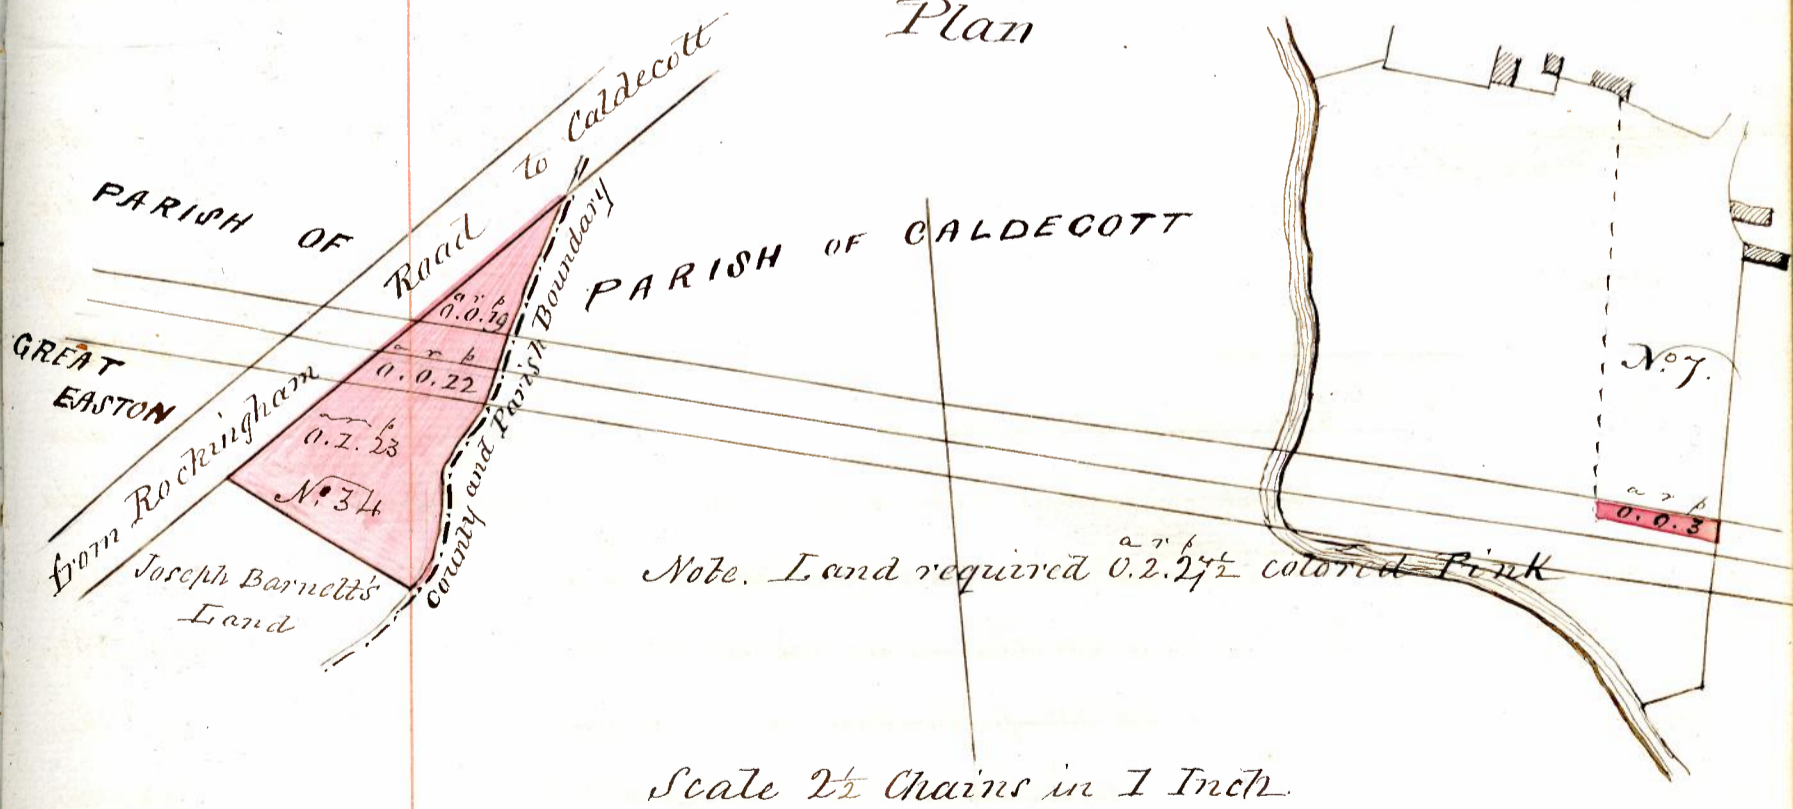 Plan
from Rockingham Road to Caldecott
PARISH OF
GREAT
EASTON
PARISH OF CALDECOTT
County and Parish Boundary
a r p
0.0.19
a r p
0.0.22
a r p
0.1.23
No. 34
Joseph Barnett's
Land
No. 7.
a r p
0.0.3
a r p
Note. Land required 0.2.27½ colored Pink
Scale 2½ Chains in 1 Inch.